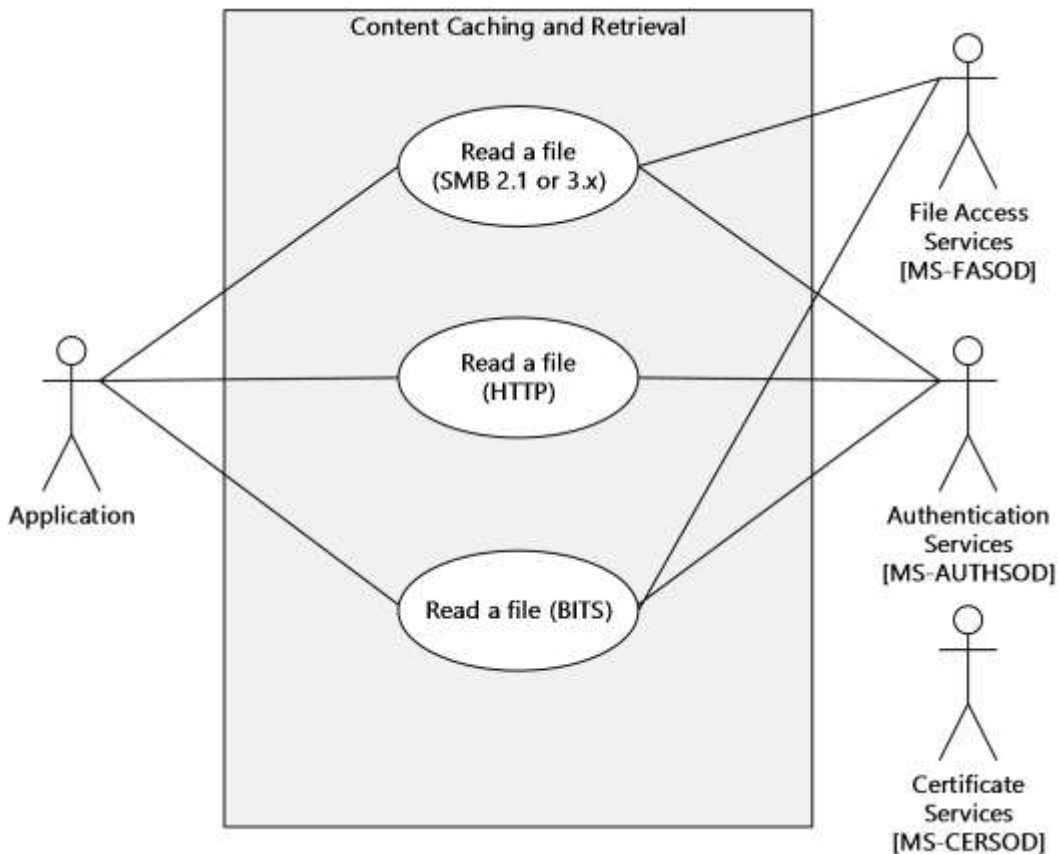 Content Caching and Retrieval
Read a file
(SMB 2.1 or 3.x)
File Access
Services
[MS-FASOD]
Read a file
(HTTP)
Application
Authentication
Services
[MS-AUTHSOD]
Read a file (BITS)
Certificate
Services
[MS-CERSOD]